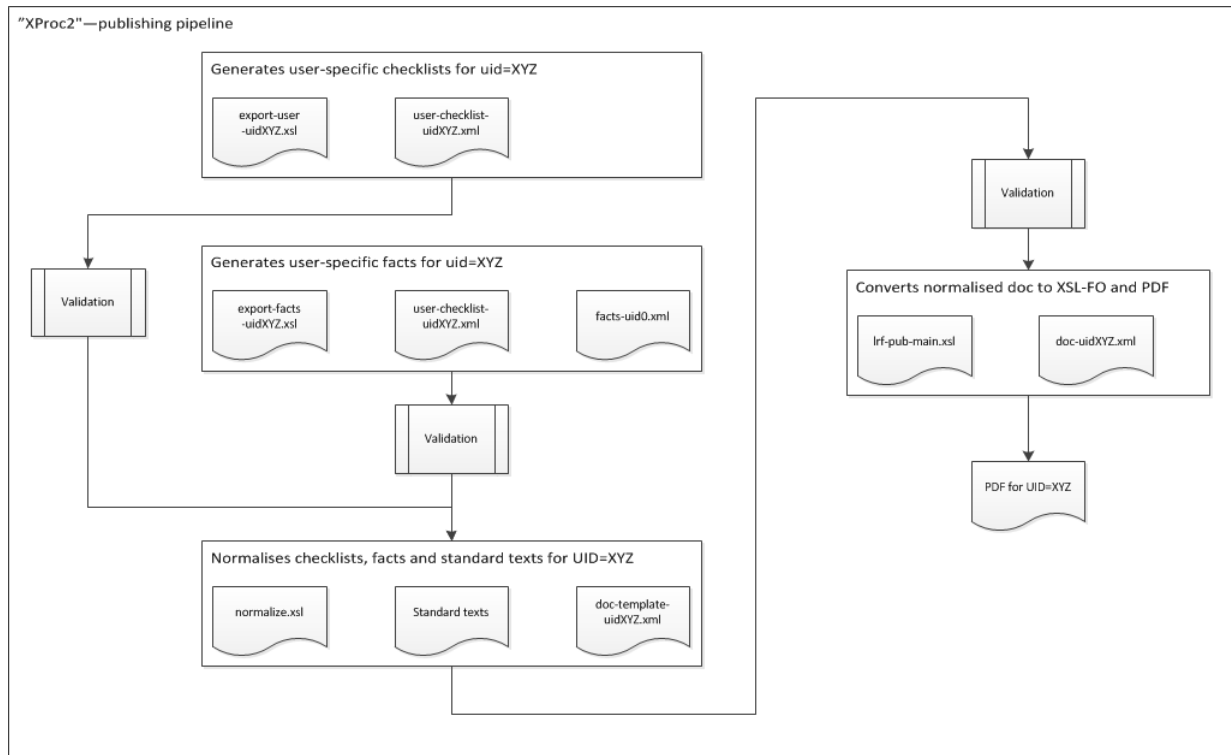 ”XProc2"—publishing pipeline
Generates user-specific checklists for uid=XYZ
export-user
-uidXYZ.xsl
user-checklist-
uidXYZ.xml
Validation
Generates user-specific facts for uid=XYZ
export-facts
-uidXYZ.xsl
user-checklist-
uidXYZ.xml
facts-uid0.xml
Validation
Normalises checklists, facts and standard texts for UID=XYZ
normalize.xsl
Standard texts
doc-template-
uidXYZ.xml
Validation
Converts normalised doc to XSL-FO and PDF
lrf-pub-main.xsl
doc-uidXYZ.xml
PDF for UID=XYZ